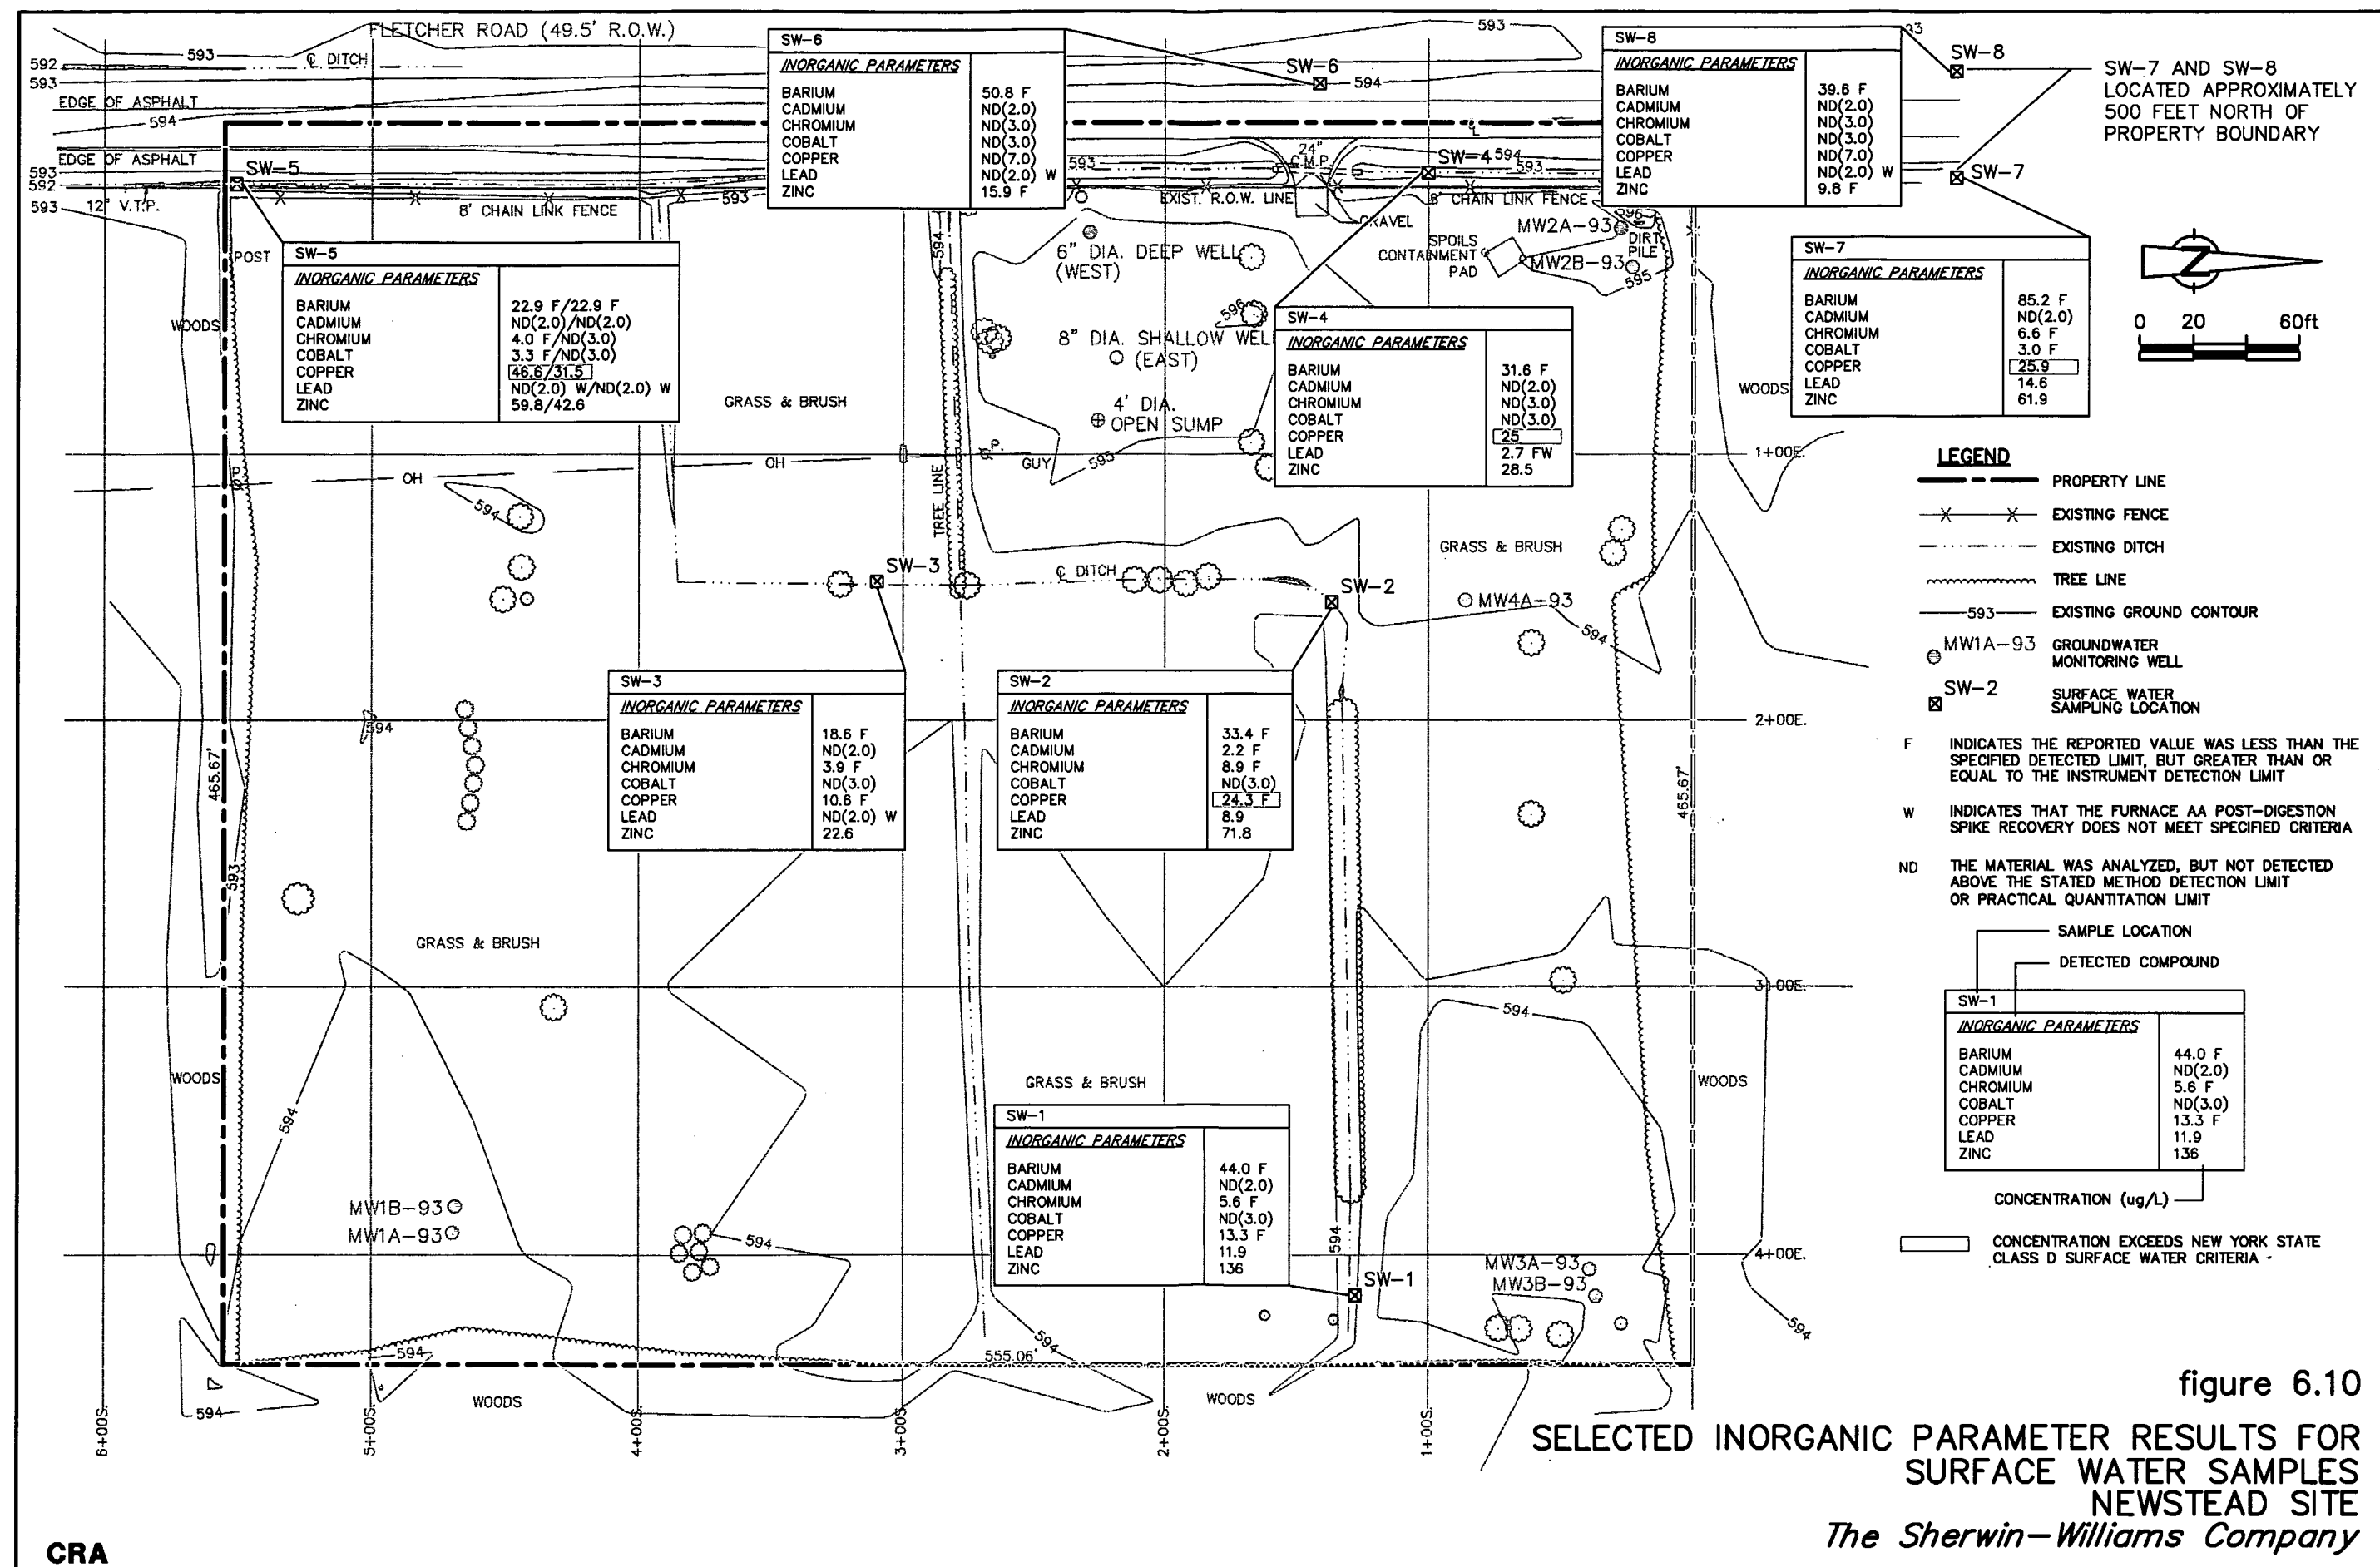 FLETCHER ROAD (49.5' R.O.W.)
593
592
593
593
℄ DITCH
EDGE OF ASPHALT
594
EDGE OF ASPHALT
593
592
593
12" V.T.P.
SW-5
8' CHAIN LINK FENCE
593
POST
SW-6
INORGANIC PARAMETERS
BARIUM 50.8 F
CADMIUM ND(2.0)
CHROMIUM ND(3.0)
COBALT ND(3.0)
COPPER ND(7.0)
LEAD ND(2.0) W
ZINC 15.9 F
593
SW-6
594
24"
C.M.P.
593
EXIST. R.O.W. LINE
GRAVEL
SW-4
594
593
8' CHAIN LINK FENCE
SW-8
INORGANIC PARAMETERS
BARIUM 39.6 F
CADMIUM ND(2.0)
CHROMIUM ND(3.0)
COBALT ND(3.0)
COPPER ND(7.0)
LEAD ND(2.0) W
ZINC 9.8 F
SW-8
SW-7
SW-7 AND SW-8
LOCATED APPROXIMATELY
500 FEET NORTH OF
PROPERTY BOUNDARY
SW-5
INORGANIC PARAMETERS
BARIUM 22.9 F/22.9 F
CADMIUM ND(2.0)/ND(2.0)
CHROMIUM 4.0 F/ND(3.0)
COBALT 3.3 F/ND(3.0)
COPPER 46.6/31.5
LEAD ND(2.0) W/ND(2.0) W
ZINC 59.8/42.6
WOODS
594
6" DIA. DEEP WELL
(WEST)
596
8" DIA. SHALLOW WEL
(EAST)
4' DIA.
OPEN SUMP
GRASS & BRUSH
SPOILS
CONTAINMENT
PAD
MW2A-93
MW2B-93
596
DIRT
PILE
595
SW-4
INORGANIC PARAMETERS
BARIUM 31.6 F
CADMIUM ND(2.0)
CHROMIUM ND(3.0)
COBALT ND(3.0)
COPPER 25
LEAD 2.7 FW
ZINC 28.5
WOODS
SW-7
INORGANIC PARAMETERS
BARIUM 85.2 F
CADMIUM ND(2.0)
CHROMIUM 6.6 F
COBALT 3.0 F
COPPER 25.9
LEAD 14.6
ZINC 61.9
Z
0 20 60ft
P.
OH
OH
P.
GUY
595
1+00E.
594
TREE LINE
SW-3
℄ DITCH
SW-2
GRASS & BRUSH
MW4A-93
594
LEGEND
PROPERTY LINE
EXISTING FENCE
EXISTING DITCH
TREE LINE
593 EXISTING GROUND CONTOUR
MW1A-93 GROUNDWATER
MONITORING WELL
SW-2 SURFACE WATER
SAMPLING LOCATION
F INDICATES THE REPORTED VALUE WAS LESS THAN THE
SPECIFIED DETECTED LIMIT, BUT GREATER THAN OR
EQUAL TO THE INSTRUMENT DETECTION LIMIT
W INDICATES THAT THE FURNACE AA POST-DIGESTION
SPIKE RECOVERY DOES NOT MEET SPECIFIED CRITERIA
ND THE MATERIAL WAS ANALYZED, BUT NOT DETECTED
ABOVE THE STATED METHOD DETECTION LIMIT
OR PRACTICAL QUANTITATION LIMIT
SAMPLE LOCATION
DETECTED COMPOUND
SW-1
INORGANIC PARAMETERS
BARIUM 44.0 F
CADMIUM ND(2.0)
CHROMIUM 5.6 F
COBALT ND(3.0)
COPPER 13.3 F
LEAD 11.9
ZINC 136
CONCENTRATION (ug/L)
CONCENTRATION EXCEEDS NEW YORK STATE
CLASS D SURFACE WATER CRITERIA
SW-3
INORGANIC PARAMETERS
BARIUM 18.6 F
CADMIUM ND(2.0)
CHROMIUM 3.9 F
COBALT ND(3.0)
COPPER 10.6 F
LEAD ND(2.0) W
ZINC 22.6
SW-2
INORGANIC PARAMETERS
BARIUM 33.4 F
CADMIUM 2.2 F
CHROMIUM 8.9 F
COBALT ND(3.0)
COPPER 24.3 F
LEAD 8.9
ZINC 71.8
594
2+00E.
465.67'
465.67'
593
GRASS & BRUSH
3+00E.
594
WOODS
GRASS & BRUSH
WOODS
594
SW-1
INORGANIC PARAMETERS
BARIUM 44.0 F
CADMIUM ND(2.0)
CHROMIUM 5.6 F
COBALT ND(3.0)
COPPER 13.3 F
LEAD 11.9
ZINC 136
MW1B-93
MW1A-93
594
594
SW-1
MW3A-93
MW3B-93
4+00E.
594
594
555.06'
594
594
WOODS
WOODS
6+00S.
5+00S.
4+00S.
3+00S.
2+00S.
1+00S.
figure 6.10
SELECTED INORGANIC PARAMETER RESULTS FOR
SURFACE WATER SAMPLES
NEWSTEAD SITE
The Sherwin-Williams Company
CRA